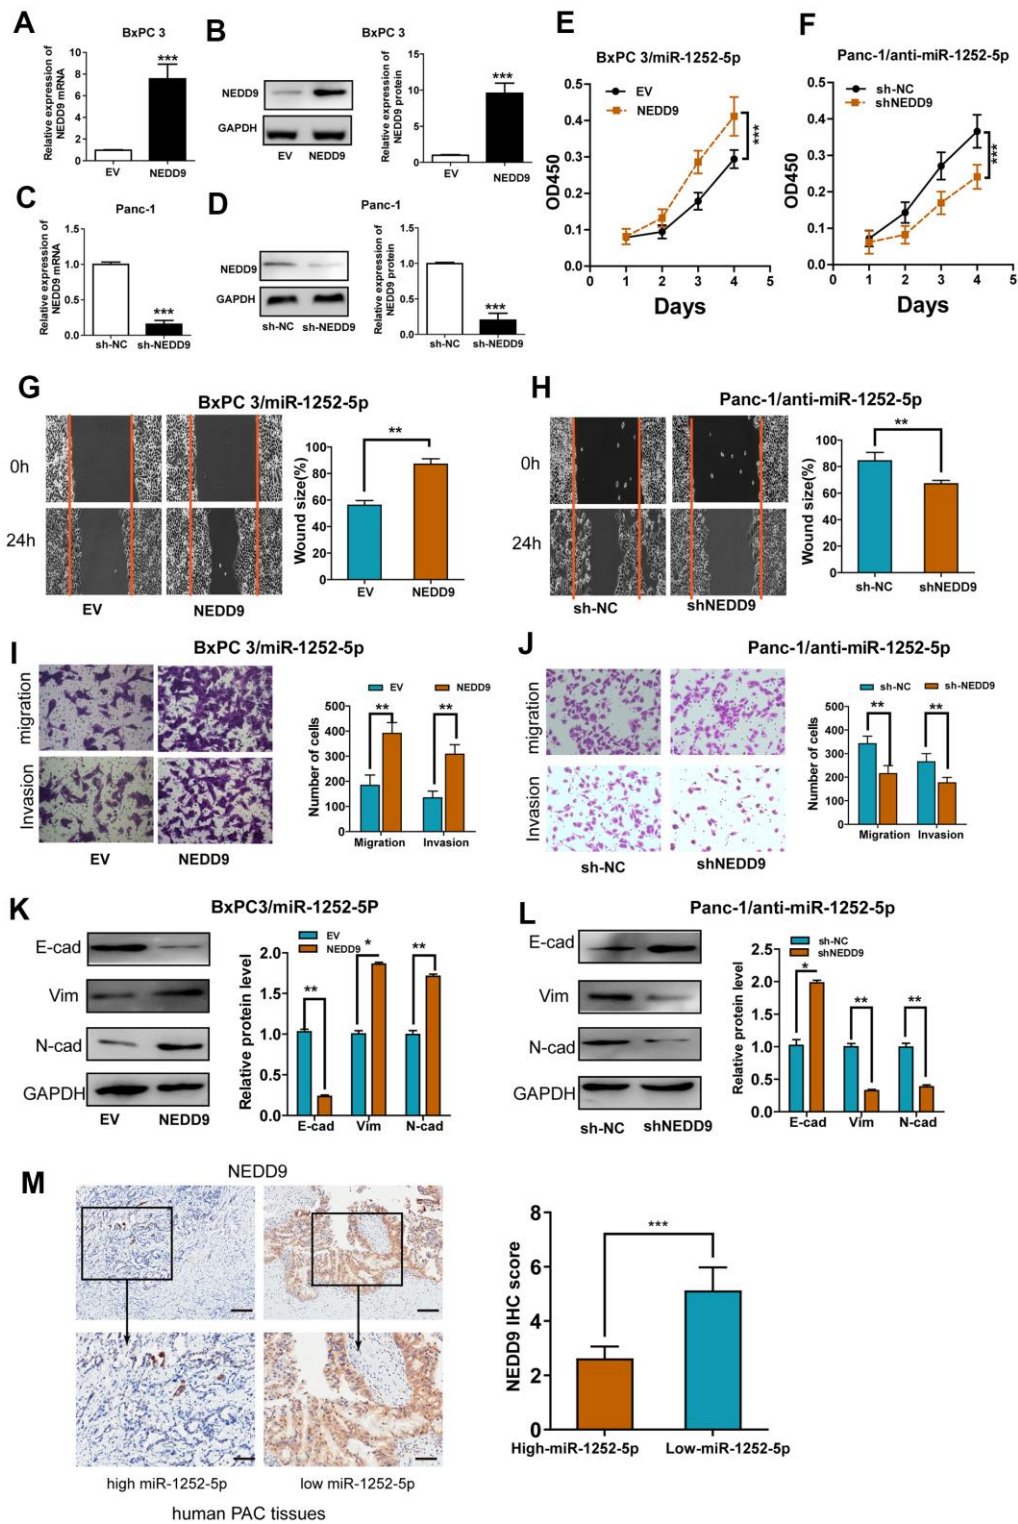 A
BxPC 3
Relative expression of
NEDD9 mRNA
10
8
6
4
2
0
***
EV
NEDD9
B
BxPC 3
NEDD9
GAPDH
EV
NEDD9
Relative expression of
NEDD9 protein
15
10
5
0
***
EV
NEDD9
C
Panc-1
Relative expression of
NEDD9 mRNA
1.5
1.0
0.5
0.0
***
sh-NC
sh-NEDD9
D
Panc-1
NEDD9
GAPDH
sh-NC
sh-NEDD9
Relative expression of
NEDD9 protein
1.5
1.0
0.5
0.0
***
sh-NC
sh-NEDD9
E
BxPC 3/miR-1252-5p
EV
NEDD9
OD450
0.5
0.4
0.3
0.2
0.1
0.0
***
0 1 2 3 4 5
Days
F
Panc-1/anti-miR-1252-5p
sh-NC
shNEDD9
OD450
0.5
0.4
0.3
0.2
0.1
0.0
***
0 1 2 3 4 5
Days
G
BxPC 3/miR-1252-5p
0h
24h
EV
NEDD9
Wound size(%)
100
80
60
40
20
0
**
EV
NEDD9
H
Panc-1/anti-miR-1252-5p
0h
24h
sh-NC
shNEDD9
Wound size(%)
100
80
60
40
20
0
**
sh-NC
shNEDD9
I
BxPC 3/miR-1252-5p
migration
Invasion
EV
NEDD9
EV
NEDD9
Number of cells
500
400
300
200
100
0
**
**
Migration
Invasion
J
Panc-1/anti-miR-1252-5p
migration
Invasion
sh-NC
shNEDD9
sh-NC
sh-NEDD9
Number of cells
500
400
300
200
100
0
**
**
Migration
Invasion
K
BxPC3/miR-1252-5P
E-cad
Vim
N-cad
GAPDH
EV
NEDD9
EV
NEDD9
Relative protein level
2.0
1.5
1.0
0.5
0.0
**
*
**
E-cad
Vim
N-cad
L
Panc-1/anti-miR-1252-5p
E-cad
Vim
N-cad
GAPDH
sh-NC
shNEDD9
sh-NC
shNEDD9
Relative protein level
2.5
2.0
1.5
1.0
0.5
0.0
*
**
**
E-cad
Vim
N-cad
M
NEDD9
high miR-1252-5p
low miR-1252-5p
human PAC tissues
NEDD9 IHC score
8
6
4
2
0
***
High-miR-1252-5p
Low-miR-1252-5p